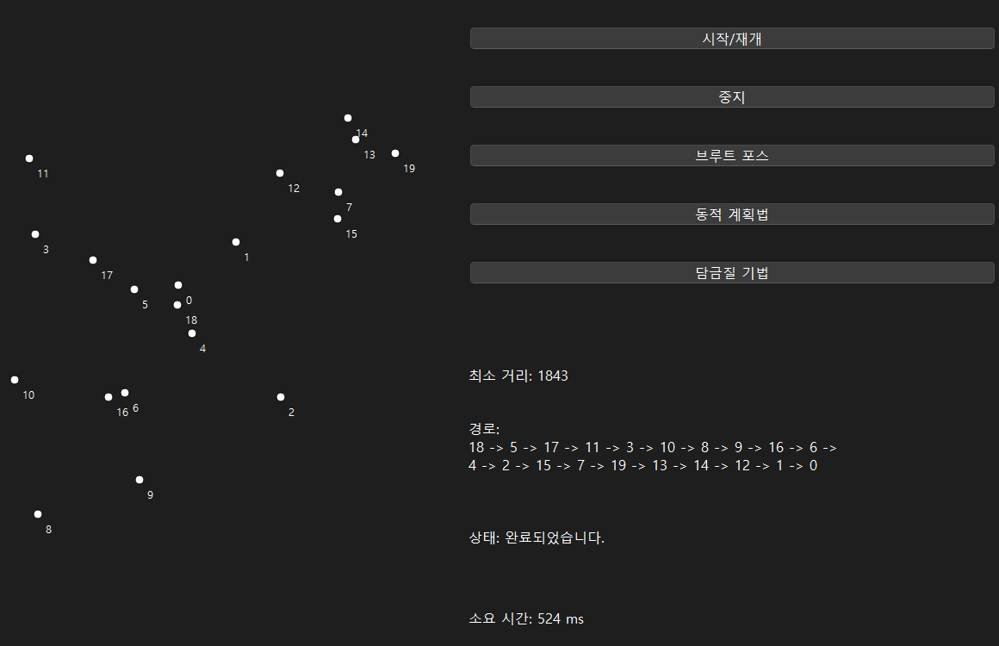 시작/재개
14
중지
13
브루트 포스
11
19
12
7
동적 계획법
15
3
1
담금질 기법
17
0
5
18
4
최소 거리: 1843
10
6
16
2
경로:
18 -> 5 -> 17 -> 11 -> 3 -> 10 -> 8 -> 9 -> 16 -> 6 ->
4 -> 2 -> 15 -> 7 -> 19 -> 13 -> 14 -> 12 -> 1 -> 0
9
8
상태: 완료되었습니다.
소요 시간: 524 ms